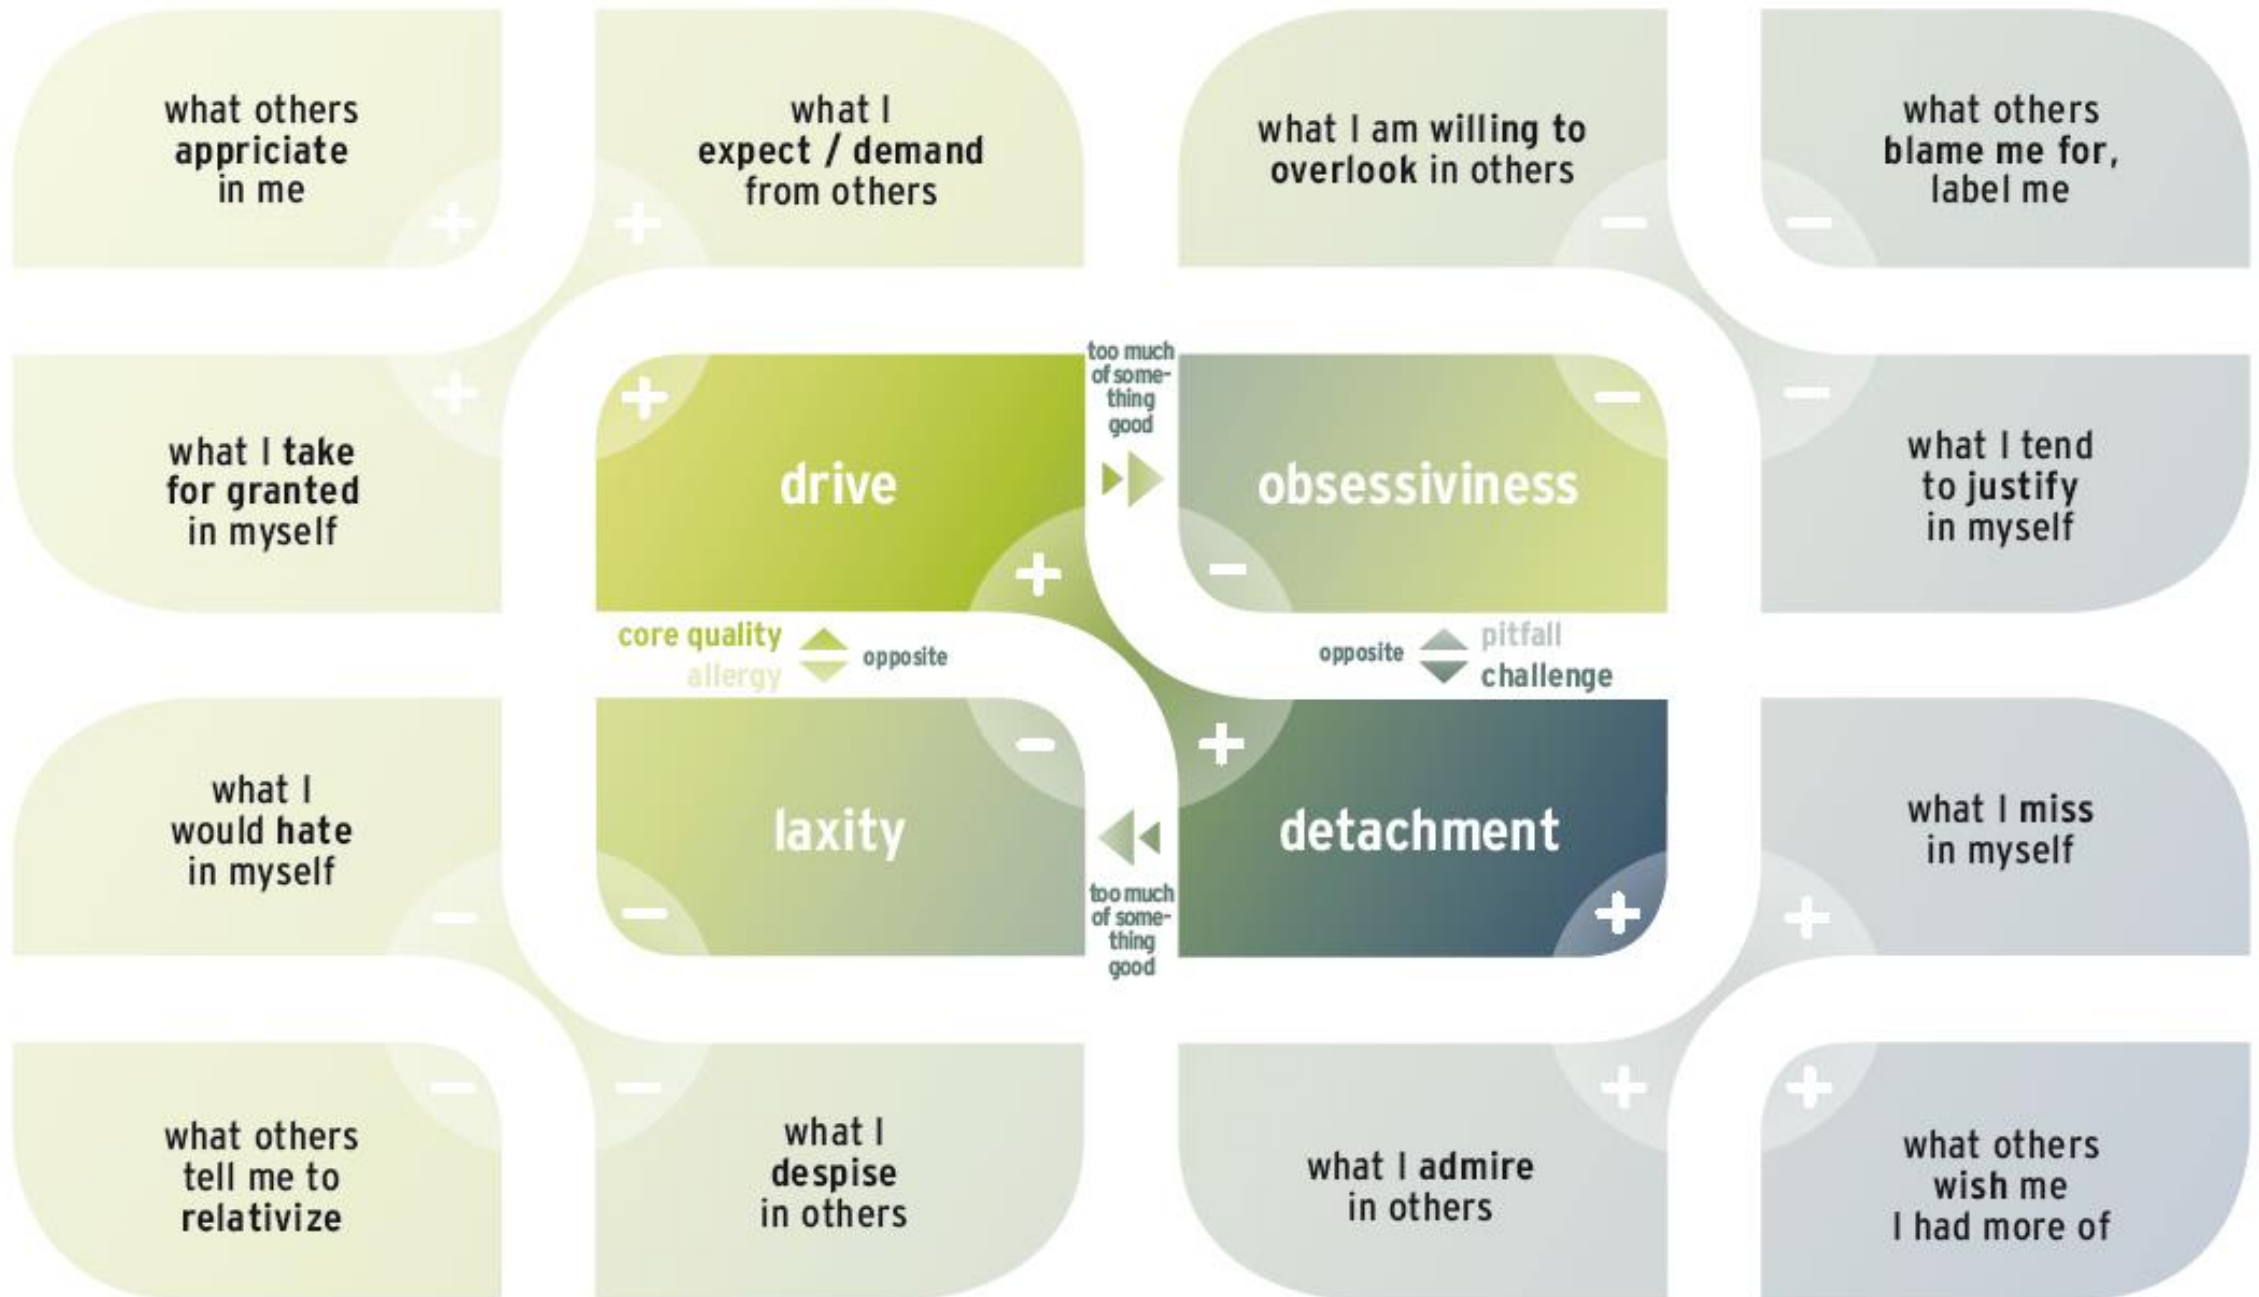 what others
appriciate
in me
what I
expect / demand
from others
what I am willing to
overlook in others
what others
blame me for,
label me
what I take
for granted
in myself
drive
too much
of some-
thing
good
obsessiviness
what I tend
to justify
in myself
core quality
allergy
opposite
opposite
pitfall
challenge
what I
would hate
in myself
laxity
too much
of some-
thing
good
detachment
what I miss
in myself
what others
tell me to
relativize
what I
despise
in others
what I admire
in others
what others
wish me
I had more of